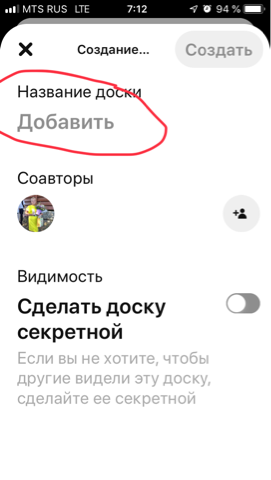 MTS RUS LTE 7:12 94 %
Создание... Создать
Название доски
Добавить
Соавторы
Видимость
Сделать доску
секретной
Если вы не хотите, чтобы
другие видели эту доску,
сделайте ее секретной